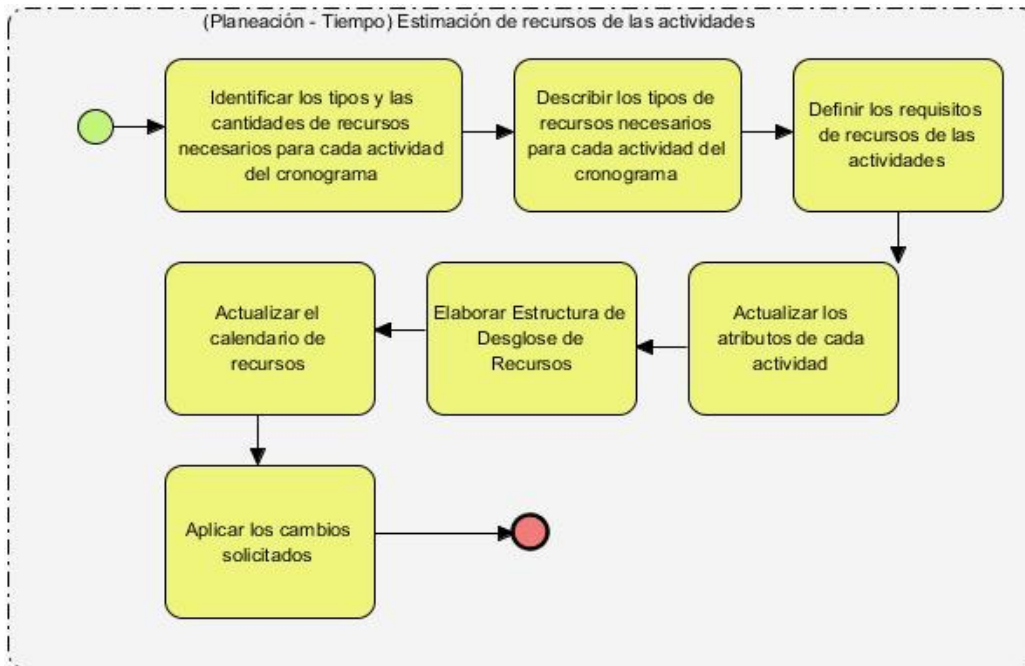 (Planeación - Tiempo) Estimación de recursos de las actividades
Identificar los tipos y las
cantidades de recursos
necesarios para cada actividad
del cronograma
Describir los tipos de
recursos necesarios
para cada actividad del
cronograma
Definir los requisitos
de recursos de las
actividades
Actualizar el
calendario de
recursos
Elaborar Estructura de
Desglose de
Recursos
Actualizar los
atributos de cada
actividad
Aplicar los cambios
solicitados